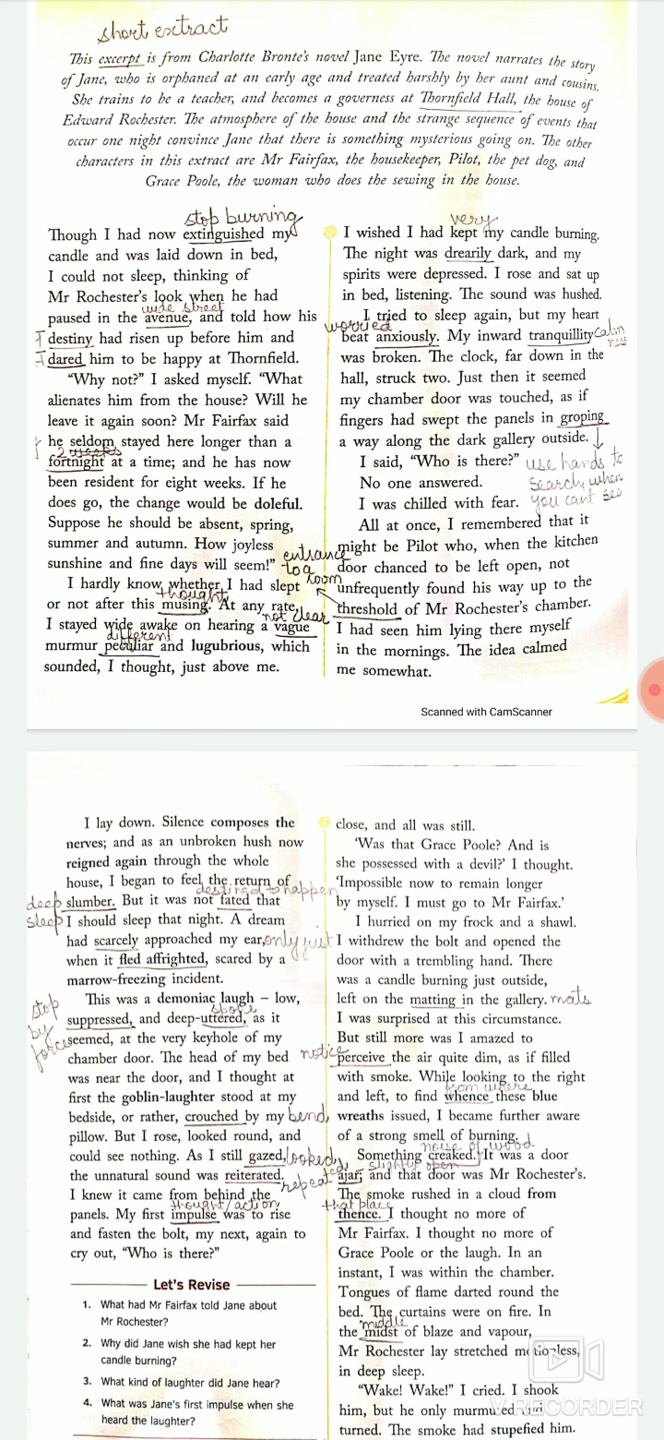 short extract
This excerpt is from Charlotte Bronte's novel Jane Eyre. The novel narrates the story
of Jane, who is orphaned at an early age and treated harshly by her aunt and cousins.
She trains to be a teacher, and becomes a governess at Thornfield Hall, the house of
Edward Rochester. The atmosphere of the house and the strange sequence of events that
occur one night convince Jane that there is something mysterious going on. The other
characters in this extract are Mr Fairfax, the housekeeper, Pilot, the pet dog, and
Grace Poole, the woman who does the sewing in the house.
stop burning
Though I had now extinguished my
candle and was laid down in bed,
I could not sleep, thinking of
Mr Rochester's look when he had
wide street
paused in the avenue, and told how his
destiny had risen up before him and
dared him to be happy at Thornfield.
"Why not?" I asked myself. "What
alienates him from the house? Will he
leave it again soon? Mr Fairfax said
he seldom stayed here longer than a
2 weeks
fortnight at a time; and he has now
been resident for eight weeks. If he
does go, the change would be doleful.
Suppose he should be absent, spring,
summer and autumn. How joyless
sunshine and fine days will seem!"
I hardly know whether I had slept
thought
or not after this musing. At any rate,
not clear
I stayed wide awake on hearing a vague
different
murmur peculiar and lugubrious, which
sounded, I thought, just above me.
very
I wished I had kept my candle burning.
The night was drearily dark, and my
spirits were depressed. I rose and sat up
in bed, listening. The sound was hushed.
I tried to sleep again, but my heart
worried
beat anxiously. My inward tranquillity calm
ness
was broken. The clock, far down in the
hall, struck two. Just then it seemed
my chamber door was touched, as if
fingers had swept the panels in groping
a way along the dark gallery outside.
I said, "Who is there?" use hands to
No one answered. search when
I was chilled with fear. you cant see
All at once, I remembered that it
entrance
might be Pilot who, when the kitchen
to a
door chanced to be left open, not
room
unfrequently found his way up to the
threshold of Mr Rochester's chamber.
I had seen him lying there myself
in the mornings. The idea calmed
me somewhat.
Scanned with CamScanner
I lay down. Silence composes the
nerves; and as an unbroken hush now
reigned again through the whole
house, I began to feel the return of
destined to happen
deep slumber. But it was not fated that
sleep I should sleep that night. A dream
had scarcely approached my ear, only just
when it fled affrighted, scared by a
marrow-freezing incident.
This was a demoniac laugh – low,
stop spoke
suppressed, and deep-uttered, as it
by
force seemed, at the very keyhole of my
chamber door. The head of my bed
was near the door, and I thought at
first the goblin-laughter stood at my
bedside, or rather, crouched by my bend
pillow. But I rose, looked round, and
could see nothing. As I still gazed, looked
the unnatural sound was reiterated. repeated
I knew it came from behind the
thought/action
panels. My first impulse was to rise
and fasten the bolt, my next, again to
cry out, "Who is there?"
Let's Revise
1. What had Mr Fairfax told Jane about
Mr Rochester?
2. Why did Jane wish she had kept her
candle burning?
3. What kind of laughter did Jane hear?
4. What was Jane's first impulse when she
heard the laughter?
close, and all was still.
'Was that Grace Poole? And is
she possessed with a devil?' I thought.
'Impossible now to remain longer
by myself. I must go to Mr Fairfax.'
I hurried on my frock and a shawl.
I withdrew the bolt and opened the
door with a trembling hand. There
was a candle burning just outside,
left on the matting in the gallery. mats
I was surprised at this circumstance.
But still more was I amazed to
notice perceive the air quite dim, as if filled
with smoke. While looking to the right
from where
and left, to find whence these blue
wreaths issued, I became further aware
of a strong smell of burning.
noise of wood
Something creaked. It was a door
slightly open
ajar, and that door was Mr Rochester's.
The smoke rushed in a cloud from
that place
thence. I thought no more of
Mr Fairfax. I thought no more of
Grace Poole or the laugh. In an
instant, I was within the chamber.
Tongues of flame darted round the
bed. The curtains were on fire. In
middle
the midst of blaze and vapour,
Mr Rochester lay stretched motionless,
in deep sleep.
"Wake! Wake!" I cried. I shook
him, but he only murmured and
turned. The smoke had stupefied him.
V RECORDER